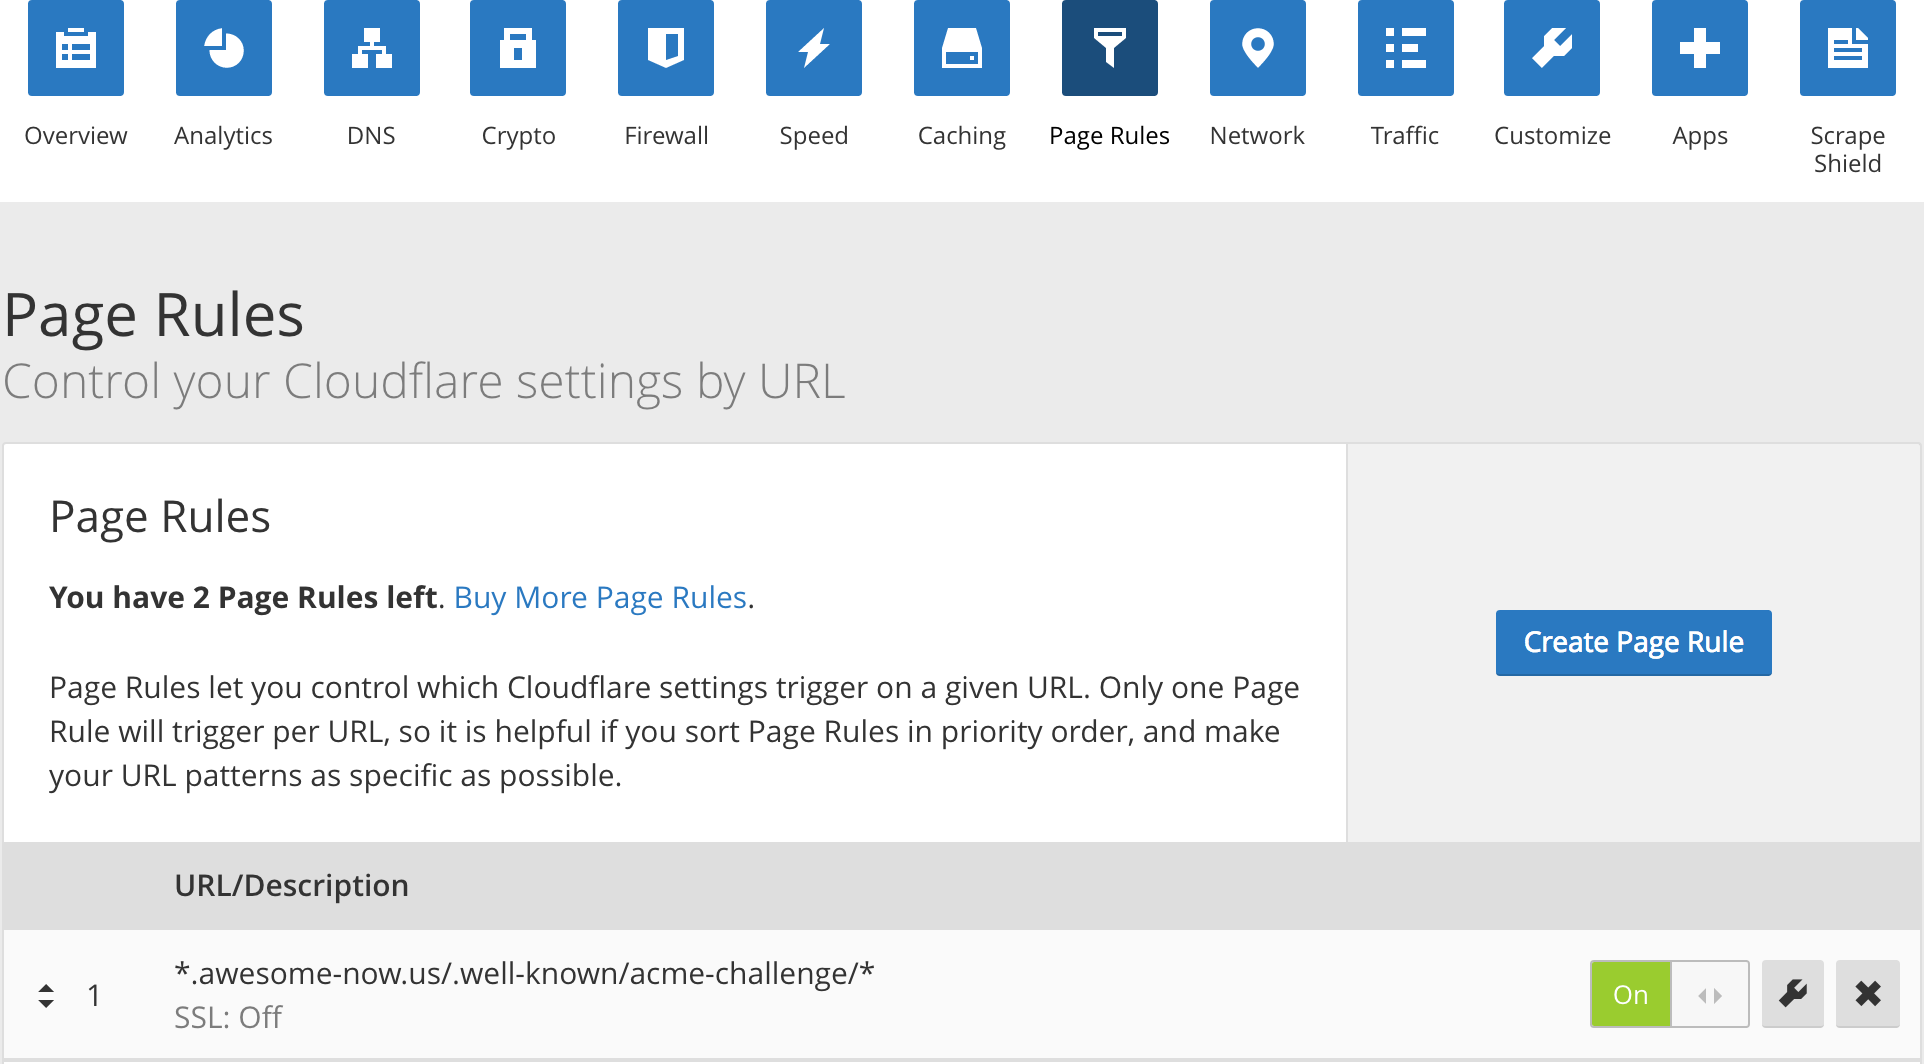 Overview
Analytics
DNS
Crypto
Firewall
Speed
Caching
Page Rules
Network
Traffic
Customize
Apps
Scrape
Shield
Page Rules
Control your Cloudflare settings by URL
Page Rules
You have 2 Page Rules left. Buy More Page Rules.
Page Rules let you control which Cloudflare settings trigger on a given URL. Only one Page
Rule will trigger per URL, so it is helpful if you sort Page Rules in priority order, and make
your URL patterns as specific as possible.
Create Page Rule
URL/Description
1
*.awesome-now.us/.well-known/acme-challenge/*
SSL: Off
On